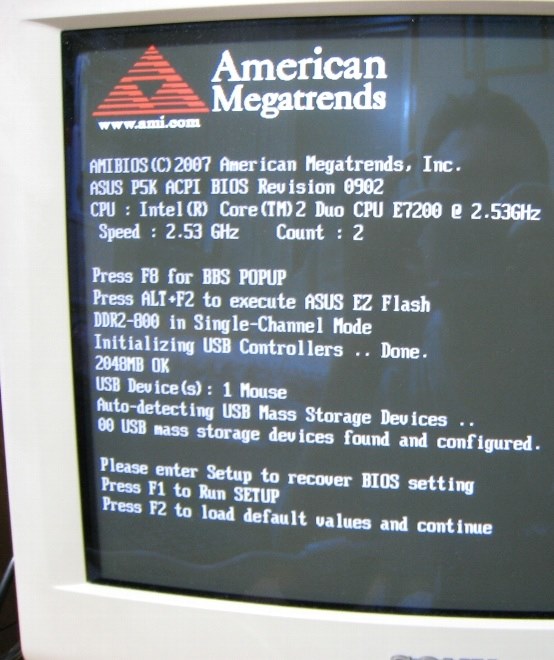 American
Megatrends
www.ami.com
AMIBIOS(C)2007 American Megatrends, Inc.
ASUS P5K ACPI BIOS Revision 0902
CPU : Intel(R) Core(TM)2 Duo CPU E7200 @ 2.53GHz
Speed : 2.53 GHz Count : 2
Press F8 for BBS POPUP
Press ALT+F2 to execute ASUS EZ Flash
DDR2-800 in Single-Channel Mode
Initializing USB Controllers .. Done.
2048MB OK
USB Device(s): 1 Mouse
Auto-detecting USB Mass Storage Devices ..
00 USB mass storage devices found and configured.
Please enter Setup to recover BIOS setting
Press F1 to Run SETUP
Press F2 to load default values and continue